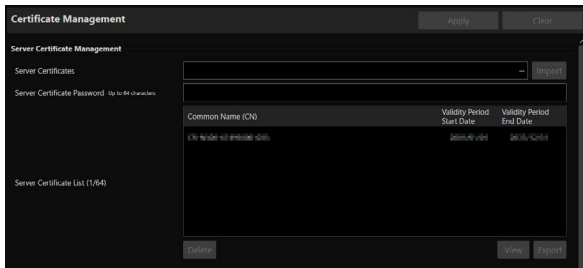 Certificate Management
Apply
Clear
Server Certificate Management
Server Certificates
...
Import
Server Certificate Password Up to 64 characters
Common Name (CN)
Validity Period Start Date
Validity Period End Date
Server Certificate List (1/64)
Delete
View
Export